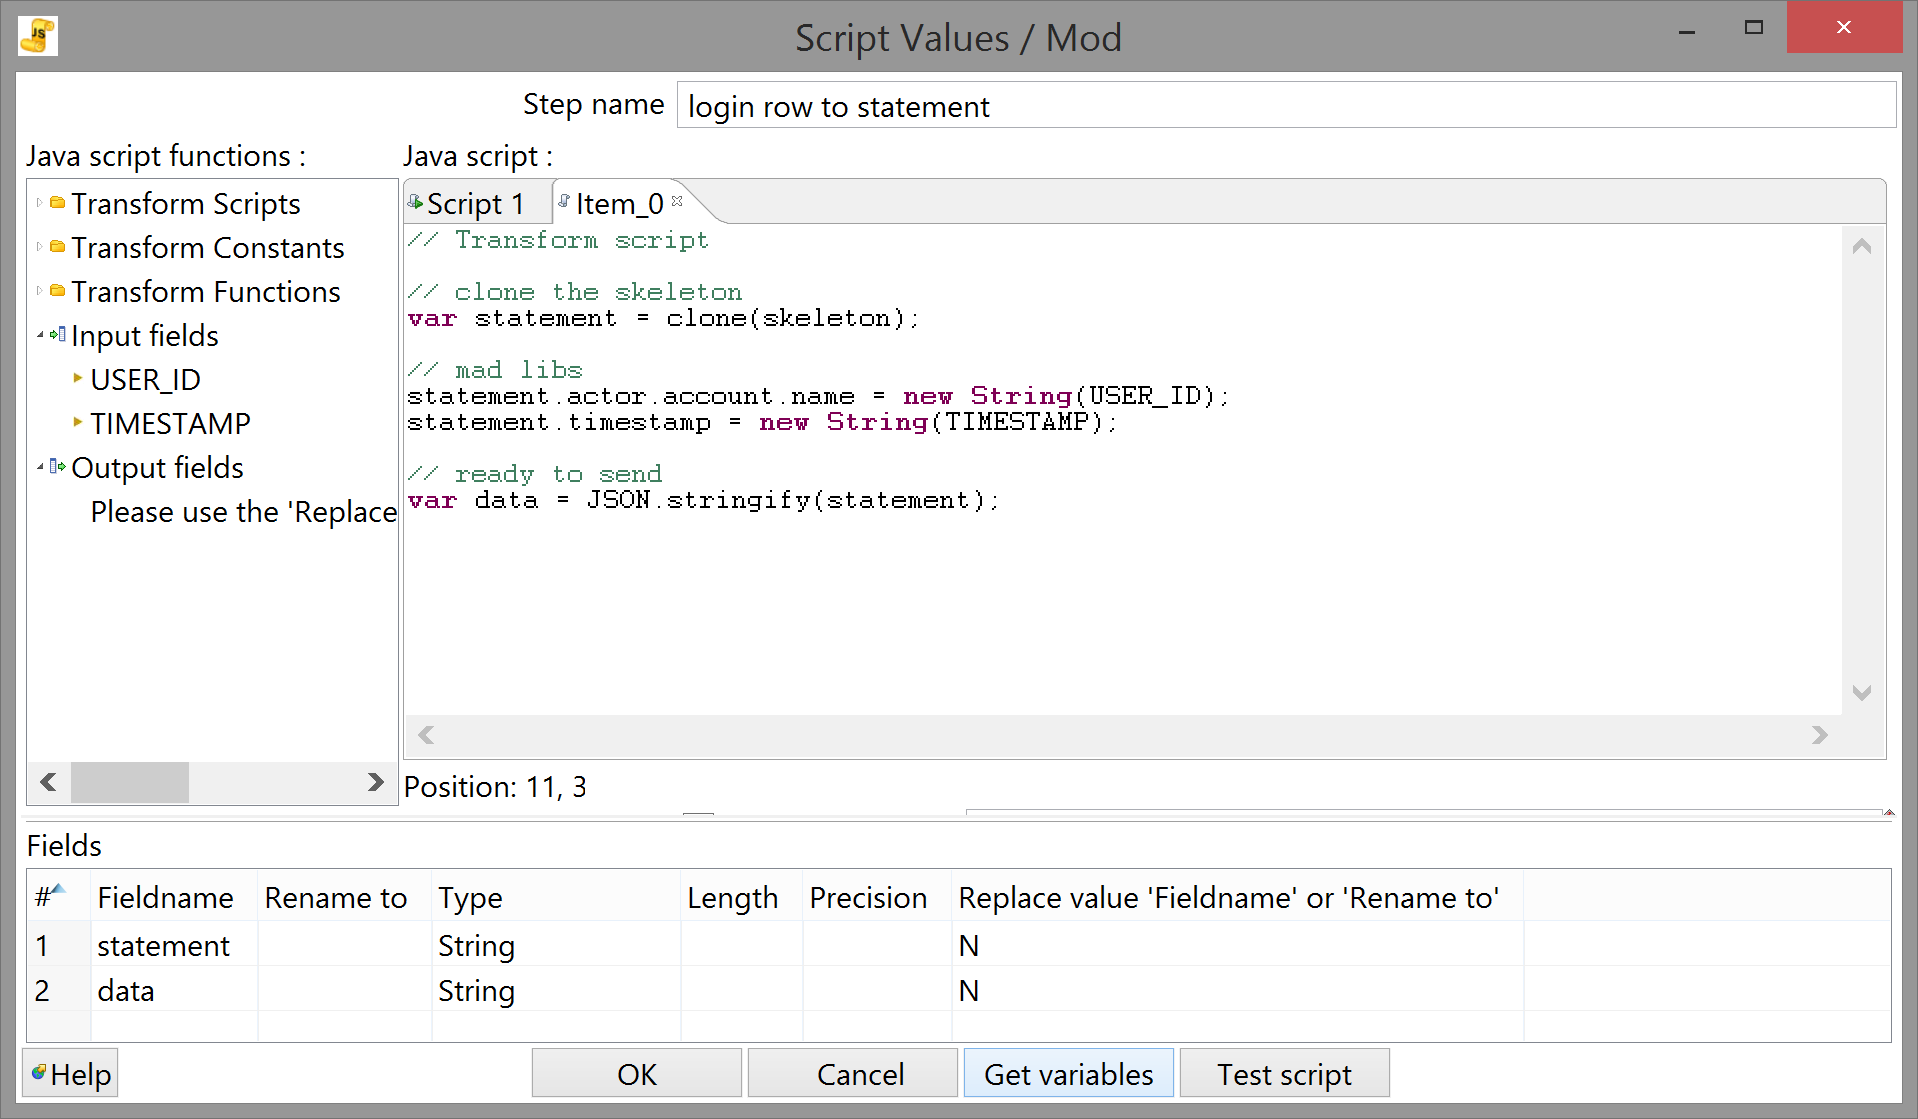 JS
Script Values / Mod
Step name login row to statement
Java script functions :
Java script :
Transform Scripts
Transform Constants
Transform Functions
Input fields
USER_ID
TIMESTAMP
Output fields
Please use the 'Replace
Script 1 Item_0
// Transform script
// clone the skeleton
var statement = clone(skeleton);
// mad libs
statement.actor.account.name = new String(USER_ID);
statement.timestamp = new String(TIMESTAMP);
// ready to send
var data = JSON.stringify(statement);
Position: 11, 3
Fields
# Fieldname Rename to Type Length Precision Replace value 'Fieldname' or 'Rename to'
1 statement String N
2 data String N
Help OK Cancel Get variables Test script